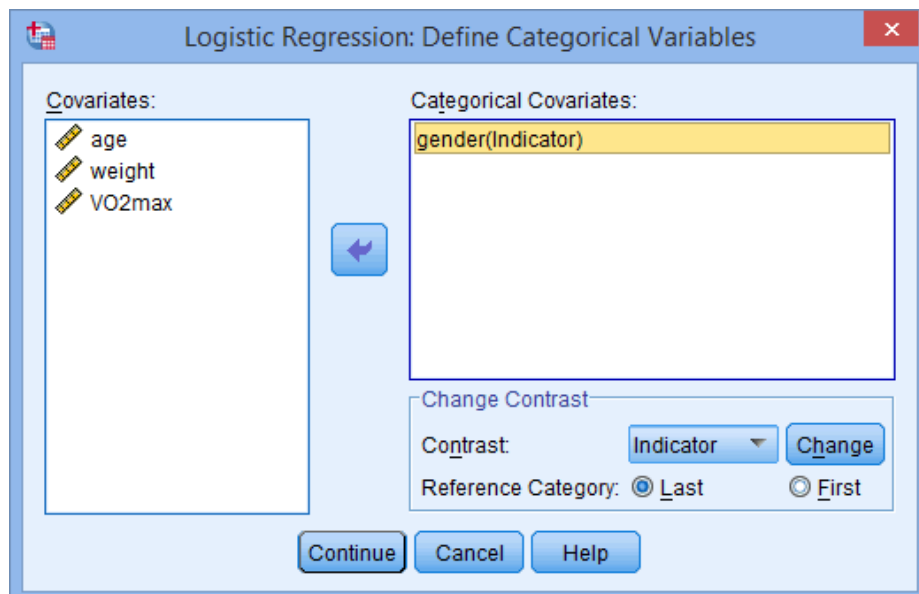 Logistic Regression: Define Categorical Variables
Covariates:
age
weight
VO2max
Categorical Covariates:
gender(Indicator)
Change Contrast
Contrast: Indicator Change
Reference Category: Last First
Continue Cancel Help